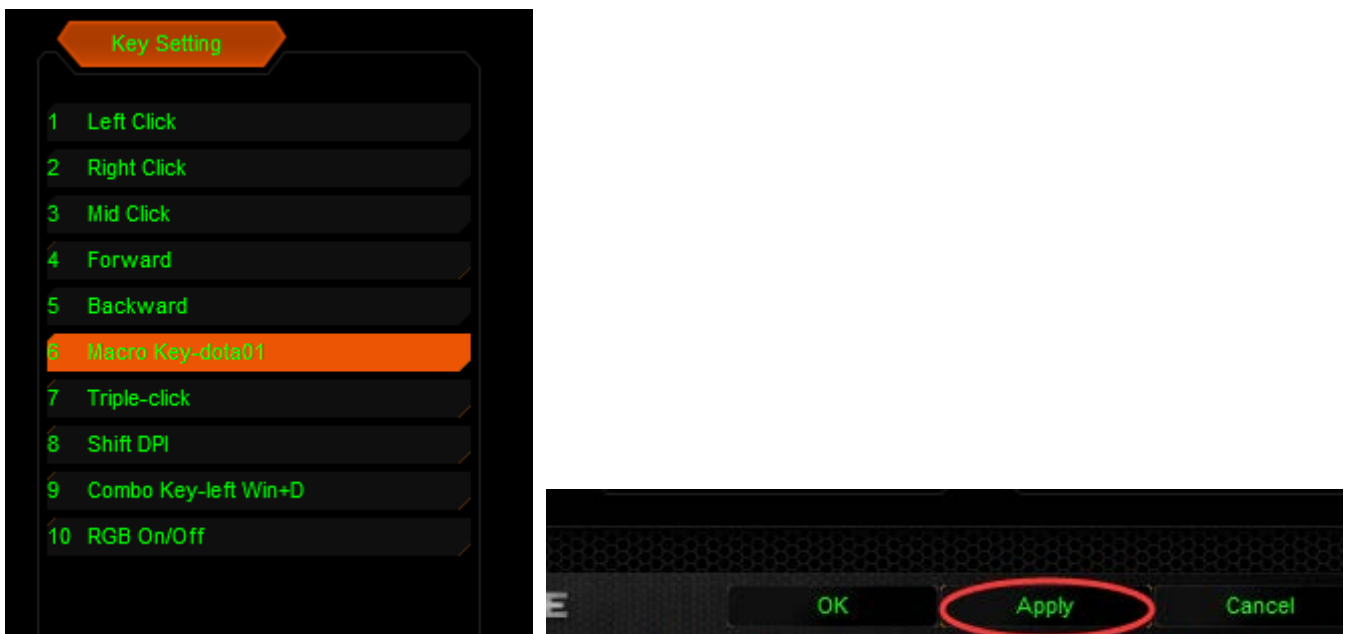 Key Setting
1 Left Click
2 Right Click
3 Mid Click
4 Forward
5 Backward
6 Macro Key-dota01
7 Triple-click
8 Shift DPI
9 Combo Key-left Win+D
10 RGB On/Off
E OK Apply Cancel